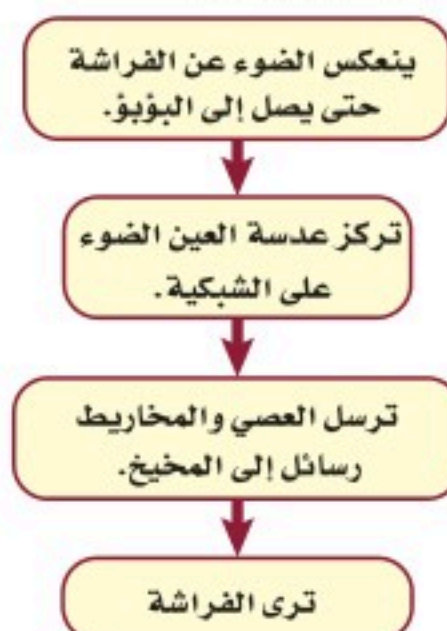 ينعكس الضوء عن الفراشة
حتى يصل إلى البؤبؤ.
تركز عدسة العين الضوء
على الشبكية.
ترسل العصي والمخاريط
رسائل إلى المخيخ.
ترى الفراشة